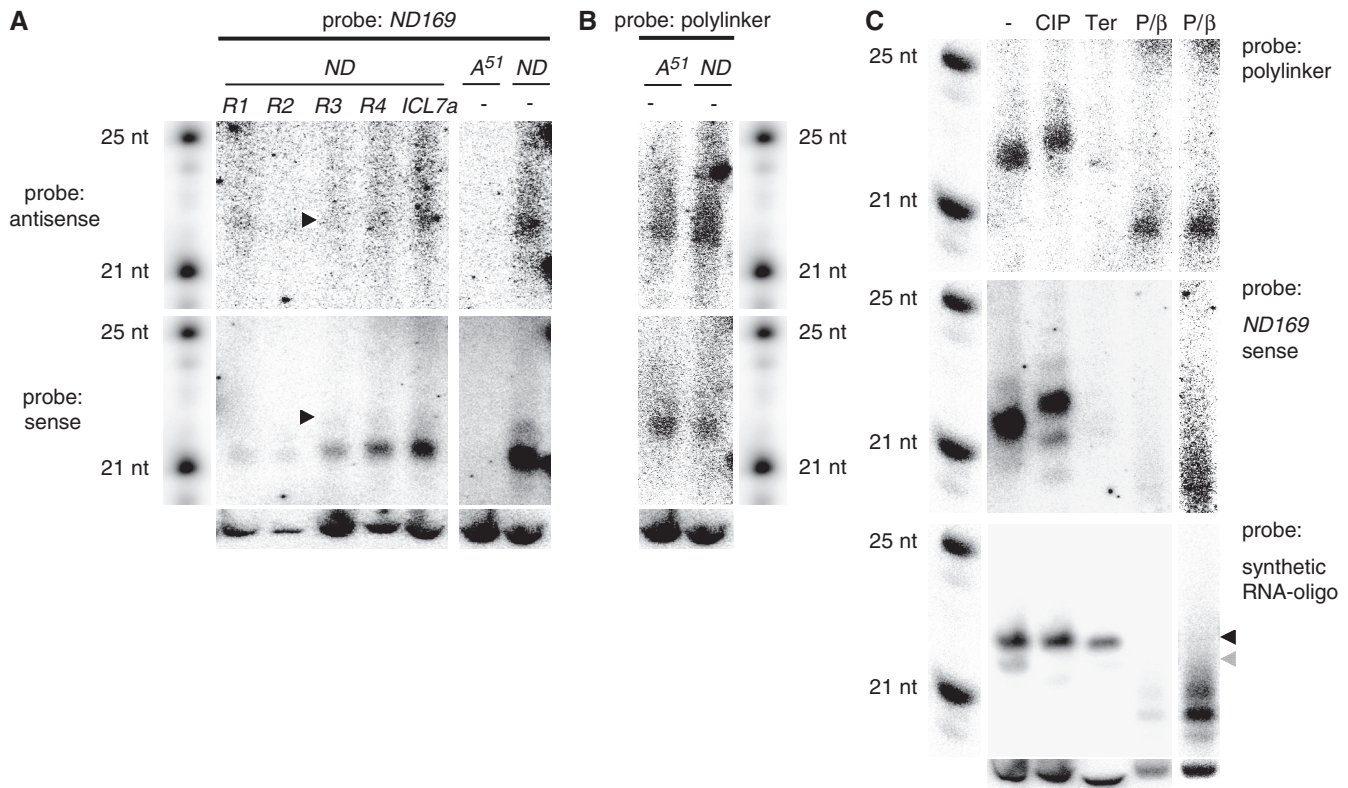 A
probe: ND169
ND
A51
ND
R1 R2 R3 R4 ICL7a
-
-
25 nt
probe:
antisense
21 nt
25 nt
probe:
sense
21 nt
B
probe: polylinker
A51
ND
-
-
25 nt
21 nt
25 nt
21 nt
C
- CIP Ter P/β P/β
25 nt
21 nt
probe:
polylinker
25 nt
21 nt
probe:
ND169
sense
25 nt
21 nt
probe:
synthetic
RNA-oligo